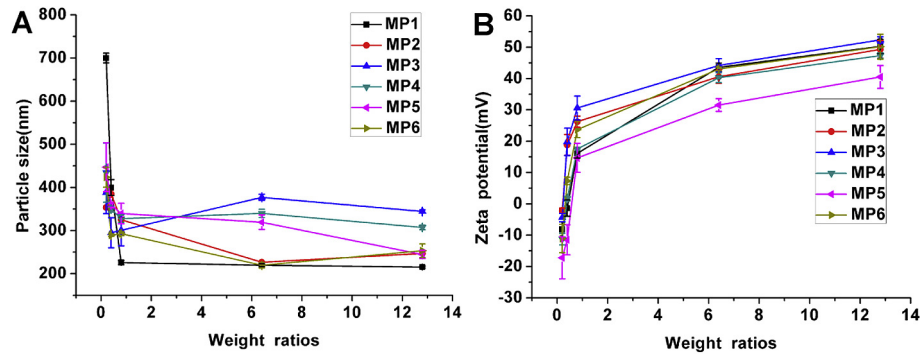 A
B
Particle size(nm)
700
600
500
400
300
200
0
2
4
6
8
10
12
14
Weight ratios
MP1
MP2
MP3
MP4
MP5
MP6
Zeta potential(mV)
60
50
40
30
20
10
0
-10
-20
-30
0
2
4
6
8
10
12
14
Weight ratios
MP1
MP2
MP3
MP4
MP5
MP6